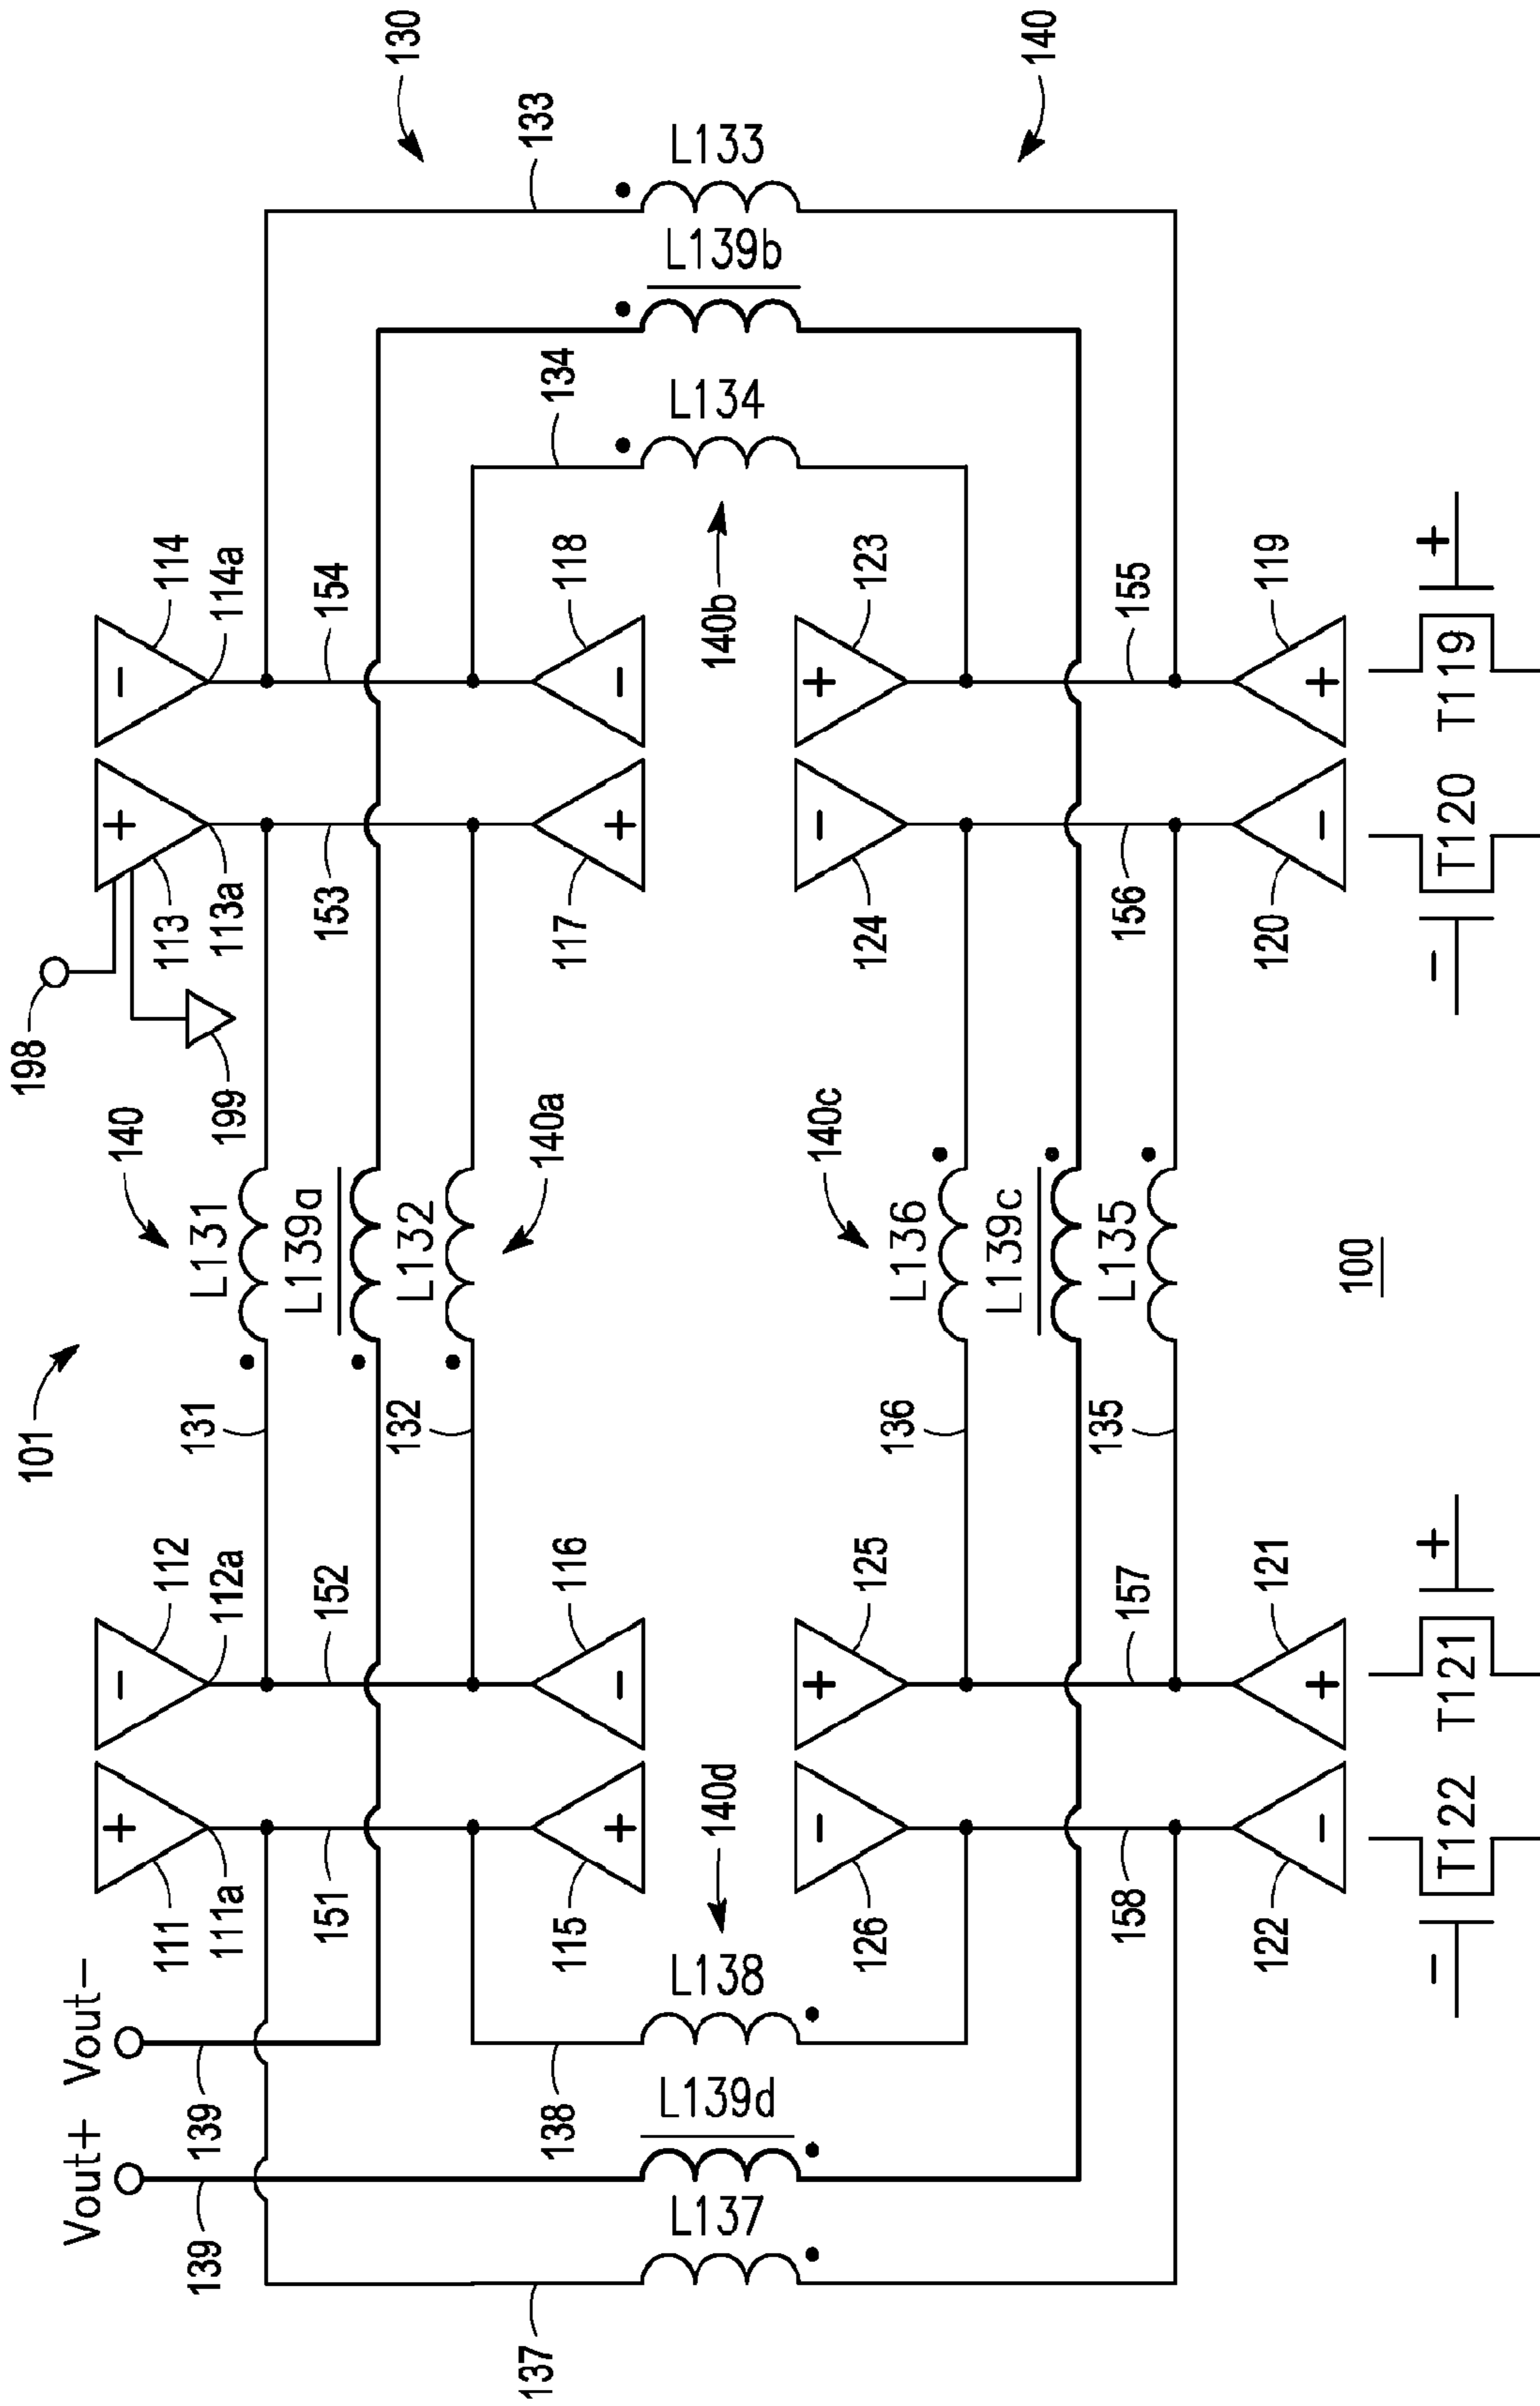 101
198
Vout+
Vout−
+
−
140
+
−
111
112
113
114
139
139
131
L131
111a
112a
199
113a
114a
L139a
151
152
153
154
132
L132
130
137
133
138
140a
134
115
116
117
118
+
−
+
−
L137
L139d
L138
140d
140b
L134
L139b
L133
−
+
140c
−
+
126
125
124
123
136
L136
L139c
140
135
L135
158
157
156
155
122
121
120
119
−
+
−
+
100
−
+
−
+
T122
T121
T120
T119